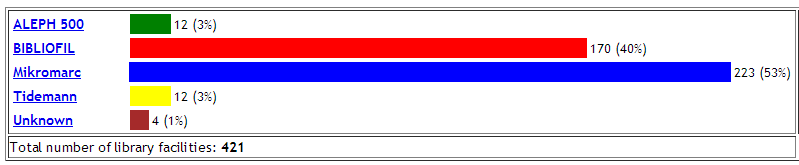 ALEPH 500 12 (3%)
BIBLIOFIL 170 (40%)
Mikromarc 223 (53%)
Tidemann 12 (3%)
Unknown 4 (1%)
Total number of library facilities: 421